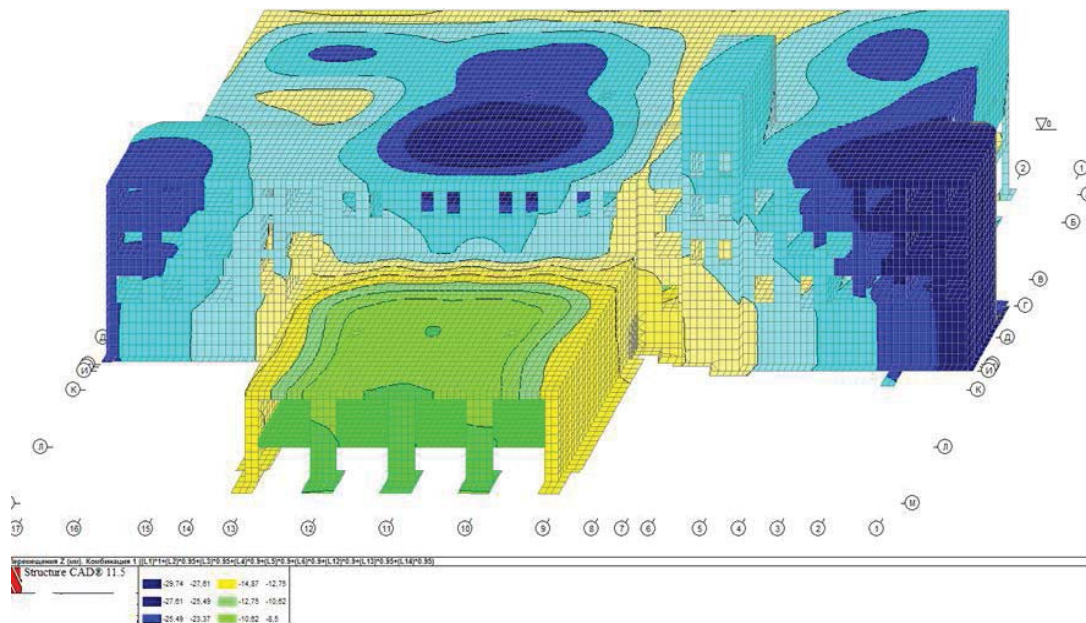 2
1
Б
В
Г
Д
Д
И
И
К
К
Л
Л
М
17
16
15
14
13
12
11
10
9
8
7
6
5
4
3
2
1
Перемещения Z (мм). Комбинация 1 ((L1)*1+(L2)*0.95+(L3)*0.95+(L4)*0.9+(L5)*0.9+(L6)*0.9+(L12)*0.9+(L13)*0.95+(L14)*0.95)
Structure CAD® 11.5
-29,74 -27,61 -14,87 -12,75
-27,61 -25,49 -12,75 -10,62
-25,49 -23,37 -10,62 -8,5